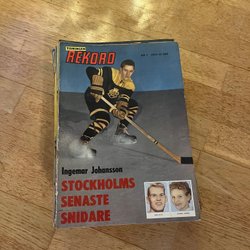 REKORD
Ingemar Johansson
STOCKHOLMS
SENASTE
SNIDARE